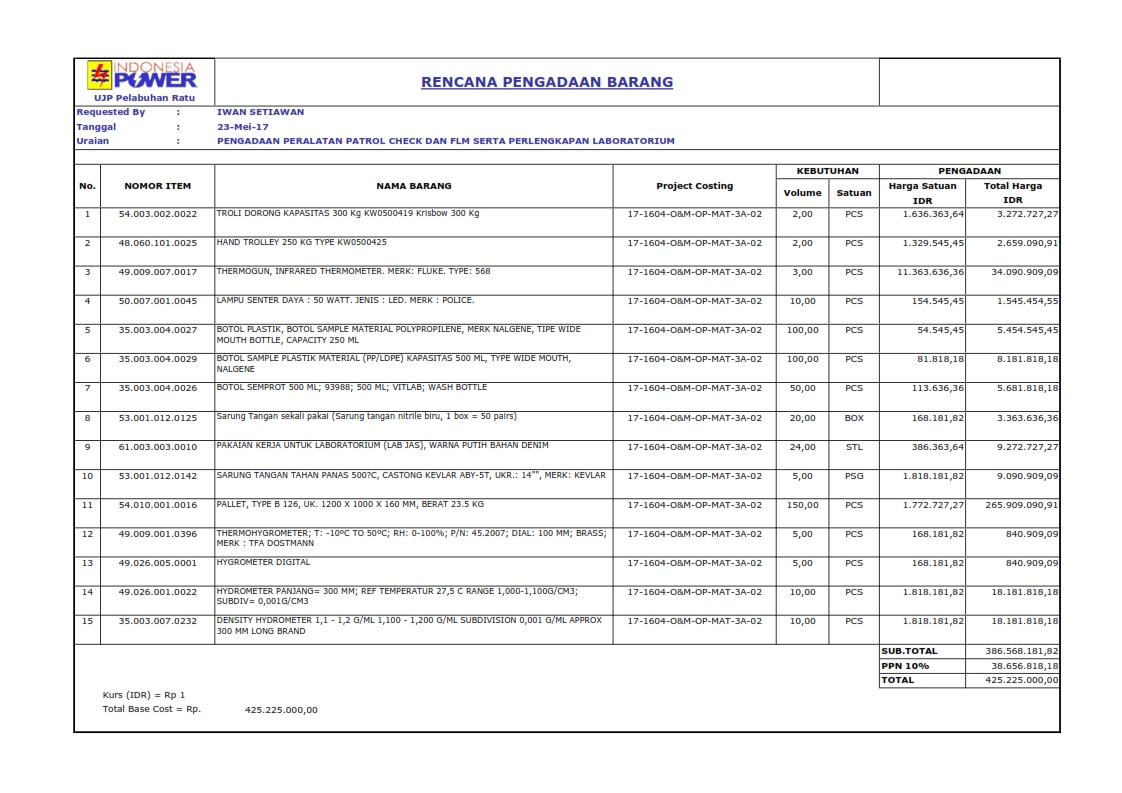 INDONESIA
POWER
UJP Pelabuhan Ratu
RENCANA PENGADAAN BARANG
Requested By : IWAN SETIAWAN
Tanggal : 23-Mei-17
Uraian : PENGADAAN PERALATAN PATROL CHECK DAN FLM SERTA PERLENGKAPAN LABORATORIUM
KEBUTUHAN PENGADAAN
No. NOMOR ITEM NAMA BARANG Project Costing Volume Satuan Harga Satuan Total Harga
IDR IDR
1 54.003.002.0022 TROLI DORONG KAPASITAS 300 Kg KW0500419 Krisbow 300 Kg 17-1604-O&M-OP-MAT-3A-02 2,00 PCS 1.636.363,64 3.272.727,27
2 48.060.101.0025 HAND TROLLEY 250 KG TYPE KW0500425 17-1604-O&M-OP-MAT-3A-02 2,00 PCS 1.329.545,45 2.659.090,91
3 49.009.007.0017 THERMOGUN, INFRARED THERMOMETER. MERK: FLUKE. TYPE: 568 17-1604-O&M-OP-MAT-3A-02 3,00 PCS 11.363.636,36 34.090.909,09
4 50.007.001.0045 LAMPU SENTER DAYA : 50 WATT. JENIS : LED. MERK : POLICE. 17-1604-O&M-OP-MAT-3A-02 10,00 PCS 154.545,45 1.545.454,55
5 35.003.004.0027 BOTOL PLASTIK, BOTOL SAMPLE MATERIAL POLYPROPILENE, MERK NALGENE, TIPE WIDE 17-1604-O&M-OP-MAT-3A-02 100,00 PCS 54.545,45 5.454.545,45
MOUTH BOTTLE, CAPACITY 250 ML
6 35.003.004.0029 BOTOL SAMPLE PLASTIK MATERIAL (PP/LDPE) KAPASITAS 500 ML, TYPE WIDE MOUTH, 17-1604-O&M-OP-MAT-3A-02 100,00 PCS 81.818,18 8.181.818,18
NALGENE
7 35.003.004.0026 BOTOL SEMPROT 500 ML; 93988; 500 ML; VITLAB; WASH BOTTLE 17-1604-O&M-OP-MAT-3A-02 50,00 PCS 113.636,36 5.681.818,18
8 53.001.012.0125 Sarung Tangan sekali pakai (Sarung tangan nitrile biru, 1 box = 50 pairs) 17-1604-O&M-OP-MAT-3A-02 20,00 BOX 168.181,82 3.363.636,36
9 61.003.003.0010 PAKAIAN KERJA UNTUK LABORATORIUM (LAB JAS), WARNA PUTIH BAHAN DENIM 17-1604-O&M-OP-MAT-3A-02 24,00 STL 386.363,64 9.272.727,27
10 53.001.012.0142 SARUNG TANGAN TAHAN PANAS 500?C, CASTONG KEVLAR ABY-5T, UKR.: 14"", MERK: KEVLAR 17-1604-O&M-OP-MAT-3A-02 5,00 PSG 1.818.181,82 9.090.909,09
11 54.010.001.0016 PALLET, TYPE B 126, UK. 1200 X 1000 X 160 MM, BERAT 23.5 KG 17-1604-O&M-OP-MAT-3A-02 150,00 PCS 1.772.727,27 265.909.090,91
12 49.009.001.0396 THERMOHYGROMETER; T: -10ºC TO 50ºC; RH: 0-100%; P/N: 45.2007; DIAL: 100 MM; BRASS; 17-1604-O&M-OP-MAT-3A-02 5,00 PCS 168.181,82 840.909,09
MERK : TFA DOSTMANN
13 49.026.005.0001 HYGROMETER DIGITAL 17-1604-O&M-OP-MAT-3A-02 5,00 PCS 168.181,82 840.909,09
14 49.026.001.0022 HYDROMETER PANJANG= 300 MM; REF TEMPERATUR 27,5 C RANGE 1,000-1,100G/CM3; 17-1604-O&M-OP-MAT-3A-02 10,00 PCS 1.818.181,82 18.181.818,18
SUBDIV= 0,001G/CM3
15 35.003.007.0232 DENSITY HYDROMETER 1,1 - 1,2 G/ML 1,100 - 1,200 G/ML SUBDIVISION 0,001 G/ML APPROX 17-1604-O&M-OP-MAT-3A-02 10,00 PCS 1.818.181,82 18.181.818,18
300 MM LONG BRAND
SUB.TOTAL 386.568.181,82
PPN 10% 38.656.818,18
TOTAL 425.225.000,00
Kurs (IDR) = Rp 1
Total Base Cost = Rp. 425.225.000,00